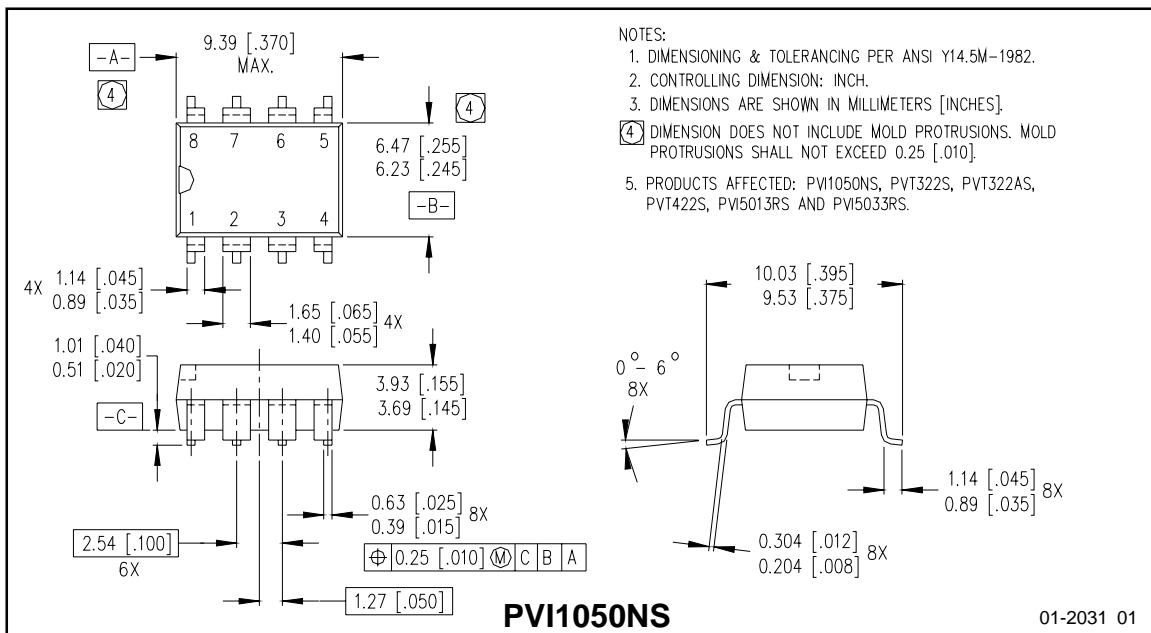 9.39 [.370]
MAX.
-A-
4
4
8 7 6 5
1 2 3 4
6.47 [.255]
6.23 [.245]
-B-
4X 1.14 [.045]
0.89 [.035]
1.65 [.065] 4X
1.40 [.055]
1.01 [.040]
0.51 [.020]
-C-
3.93 [.155]
3.69 [.145]
0.63 [.025] 8X
0.39 [.015]
⌖ 0.25 [.010] Ⓜ C B A
2.54 [.100]
6X
1.27 [.050]
NOTES:
1. DIMENSIONING & TOLERANCING PER ANSI Y14.5M-1982.
2. CONTROLLING DIMENSION: INCH.
3. DIMENSIONS ARE SHOWN IN MILLIMETERS [INCHES].
4 DIMENSION DOES NOT INCLUDE MOLD PROTRUSIONS. MOLD
PROTRUSIONS SHALL NOT EXCEED 0.25 [.010].
5. PRODUCTS AFFECTED: PVI1050NS, PVT322S, PVT322AS,
PVT422S, PVI5013RS AND PVI5033RS.
10.03 [.395]
9.53 [.375]
0° - 6°
8X
1.14 [.045] 8X
0.89 [.035]
0.304 [.012] 8X
0.204 [.008]
PVI1050NS
01-2031 01